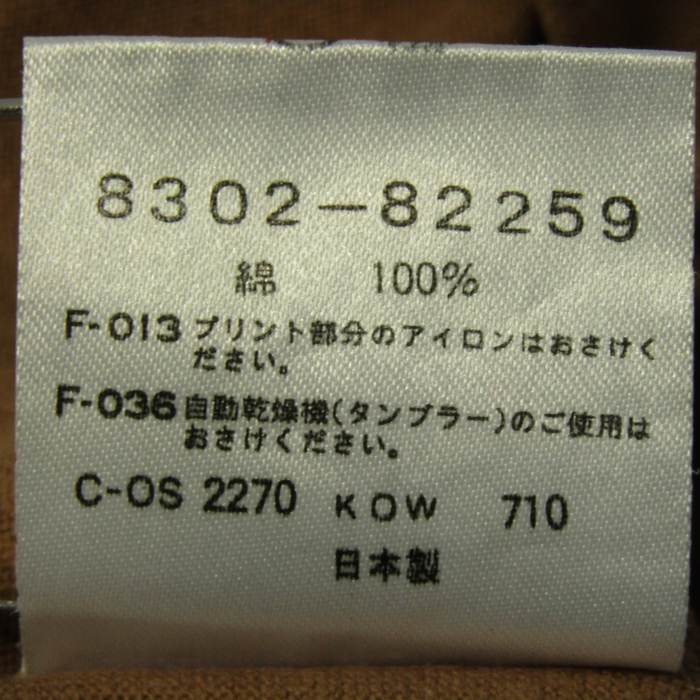 8302-82259
綿 100%
F-013 プリント部分のアイロンはおさけく
ださい。
F-036 自動乾燥機(タンブラー)のご使用は
おさけください。
C-OS 2270 KOW 710
日本製